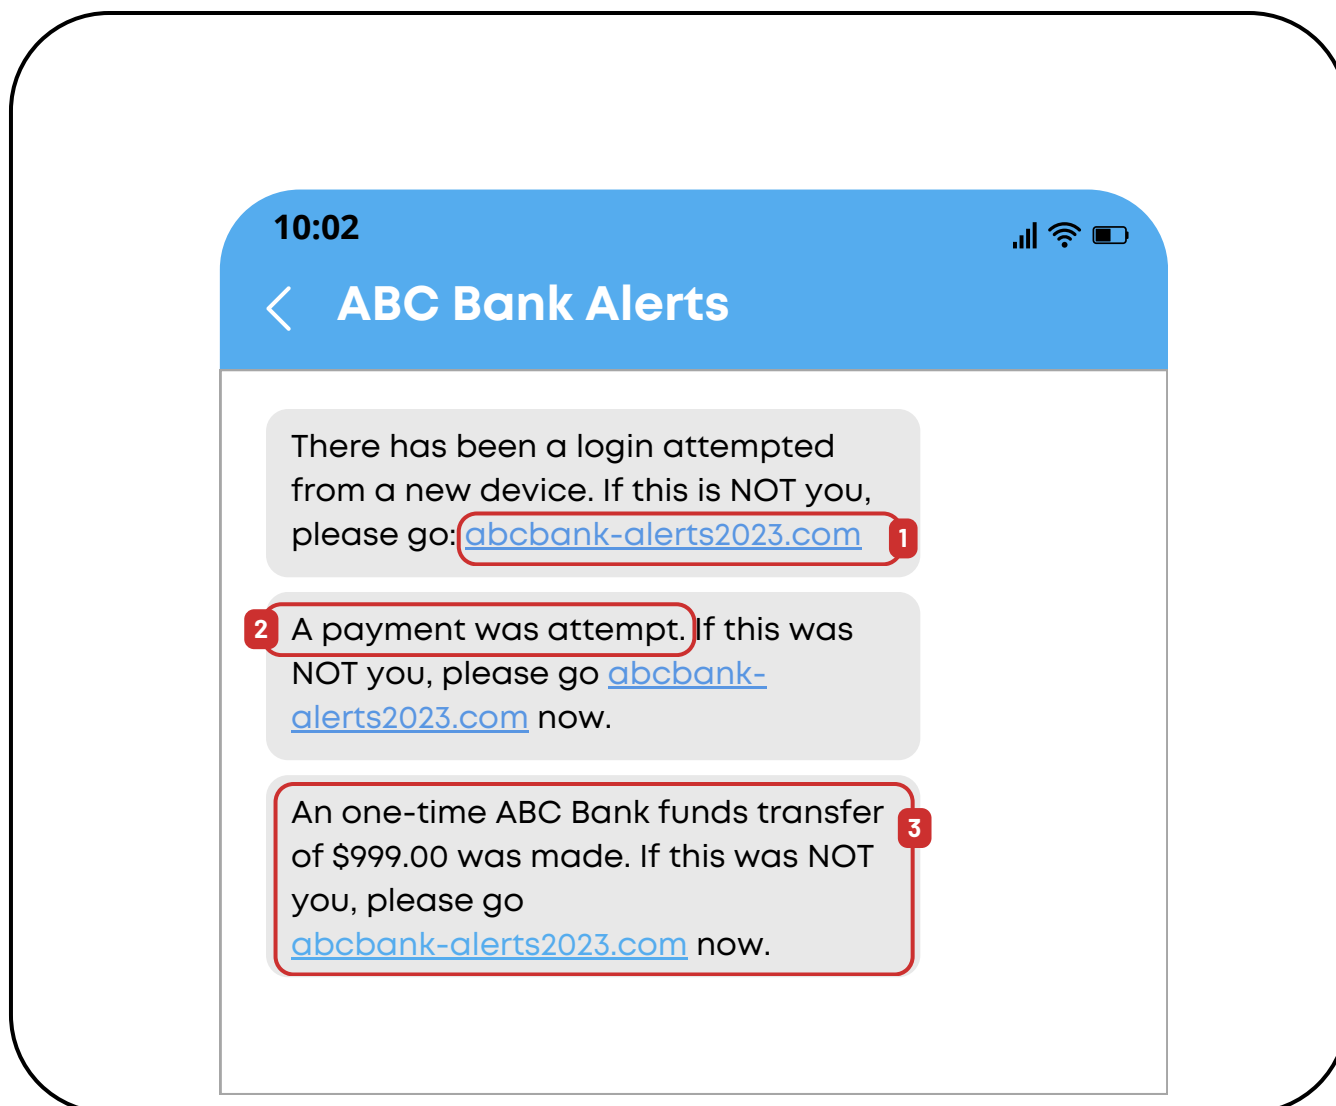 10:02
ABC Bank Alerts
There has been a login attempted
from a new device. If this is NOT you,
please go: abcbank-alerts2023.com
1
2
A payment was attempt. If this was
NOT you, please go abcbank-
alerts2023.com now.
An one-time ABC Bank funds transfer
3
of $999.00 was made. If this was NOT
you, please go
abcbank-alerts2023.com now.